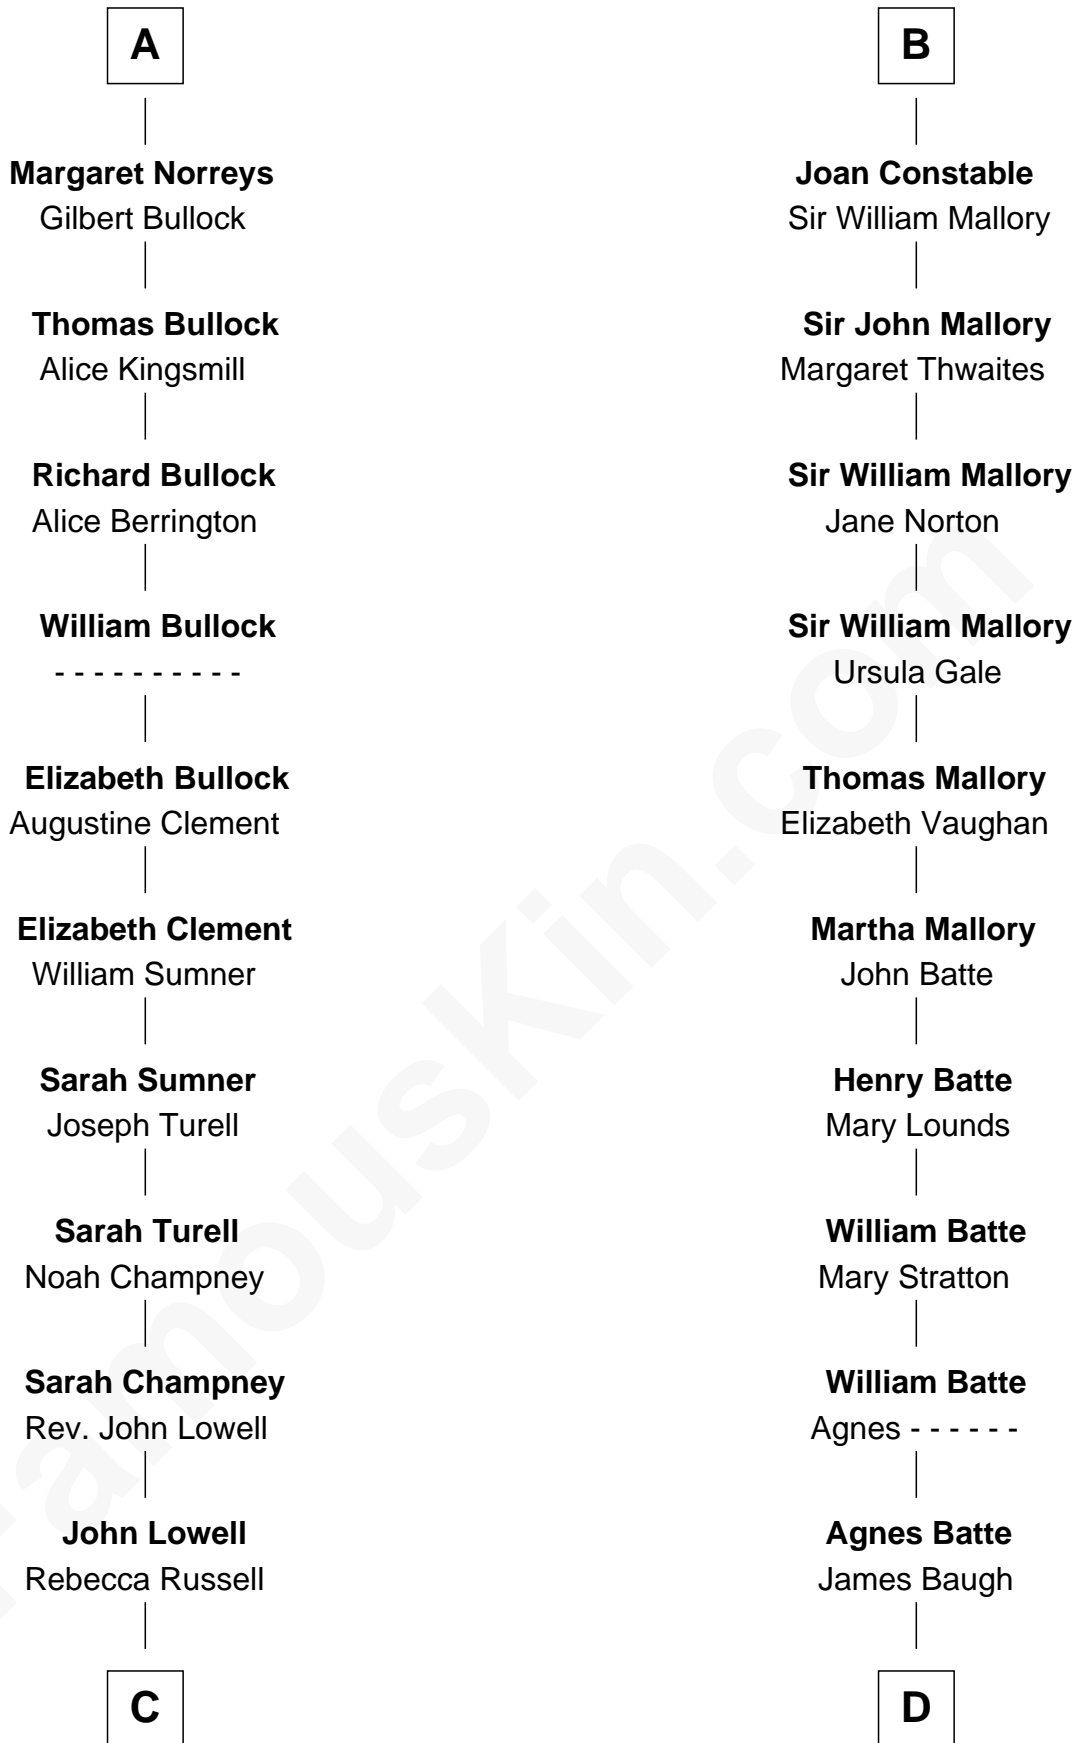 A
Margaret Norreys
Gilbert Bullock
Thomas Bullock
Alice Kingsmill
Richard Bullock
Alice Berrington
William Bullock
- - - - - - - - - -
Elizabeth Bullock
Augustine Clement
Elizabeth Clement
William Sumner
Sarah Sumner
Joseph Turell
Sarah Turell
Noah Champney
Sarah Champney
Rev. John Lowell
John Lowell
Rebecca Russell
C
B
Joan Constable
Sir William Mallory
Sir John Mallory
Margaret Thwaites
Sir William Mallory
Jane Norton
Sir William Mallory
Ursula Gale
Thomas Mallory
Elizabeth Vaughan
Martha Mallory
John Batte
Henry Batte
Mary Lounds
William Batte
Mary Stratton
William Batte
Agnes - - - - - -
Agnes Batte
James Baugh
D
FamousKin.com